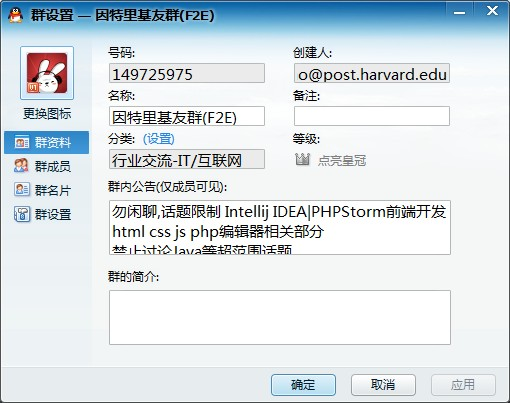 群设置 — 因特里基友群(F2E)
更换图标
群资料
群成员
群名片
群设置
号码:
149725975
创建人:
o@post.harvard.edu
名称:
因特里基友群(F2E)
备注:
分类: (设置)
行业交流-IT/互联网
等级:
点亮皇冠
群内公告(仅成员可见):
勿闲聊,话题限制 Intellij IDEA|PHPStorm前端开发
html css js php编辑器相关部分
禁止讨论Java等超范围话题
群的简介:
确定
取消
应用